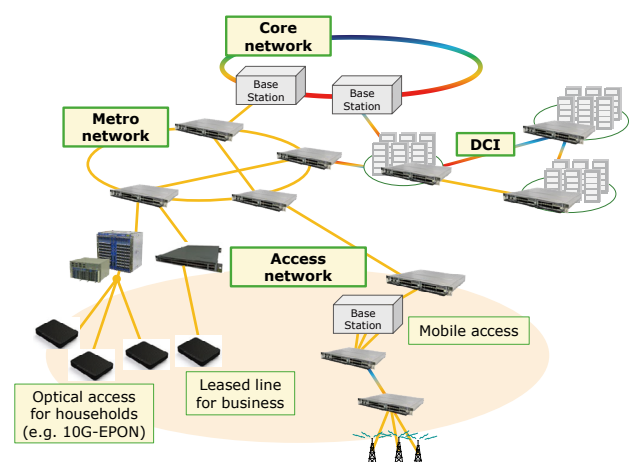 Core
network
Base
Station
Base
Station
Metro
network
DCI
Access
network
Base
Station
Mobile access
Optical access
for households
(e.g. 10G-EPON)
Leased line
for business